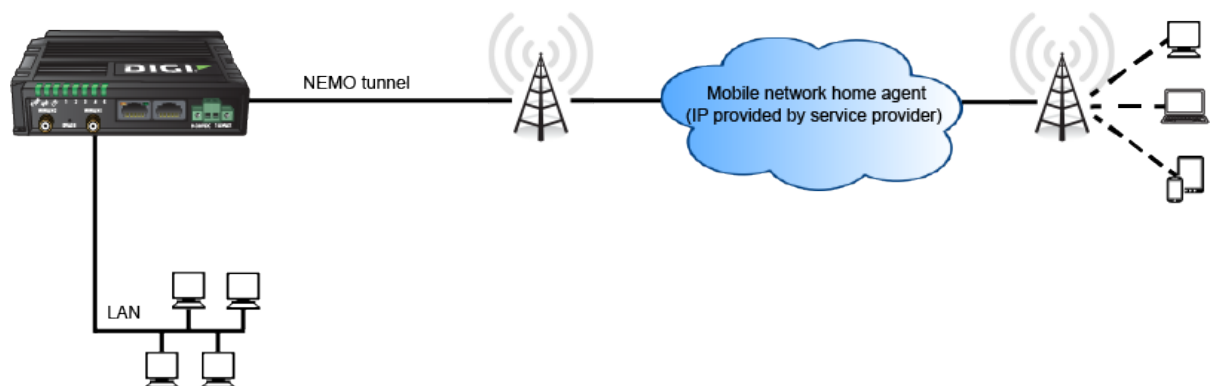 DIGI
NEMO tunnel
Mobile network home agent
(IP provided by service provider)
LAN